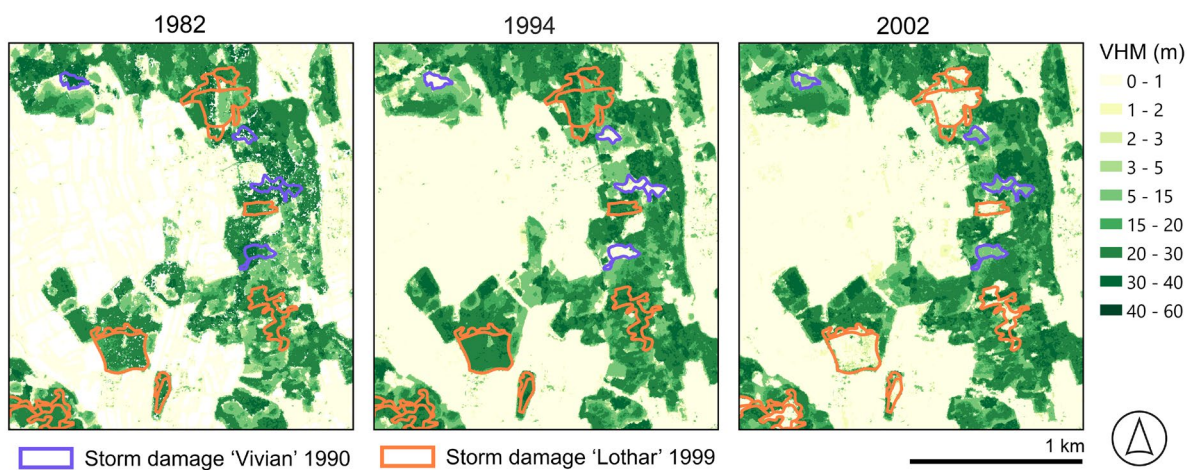 1982
1994
2002
VHM (m)
0 - 1
1 - 2
2 - 3
3 - 5
5 - 15
15 - 20
20 - 30
30 - 40
40 - 60
Storm damage ‘Vivian’ 1990
Storm damage ‘Lothar’ 1999
1 km